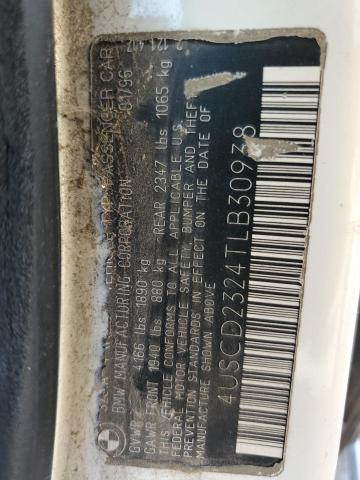 PASSENGER CAR
BMW MANUFACTURING CORPORATION 01/96
GVWR 4166 lbs 1890 kg
GAWR FRONT 1940 lbs 880 kg REAR 2347 lbs 1065 kg
THIS VEHICLE CONFORMS TO ALL APPLICABLE U.S.
FEDERAL MOTOR VEHICLE SAFETY, BUMPER AND THEFT
PREVENTION STANDARDS IN EFFECT ON THE DATE OF
MANUFACTURE SHOWN ABOVE
4USCD2324TLB30938